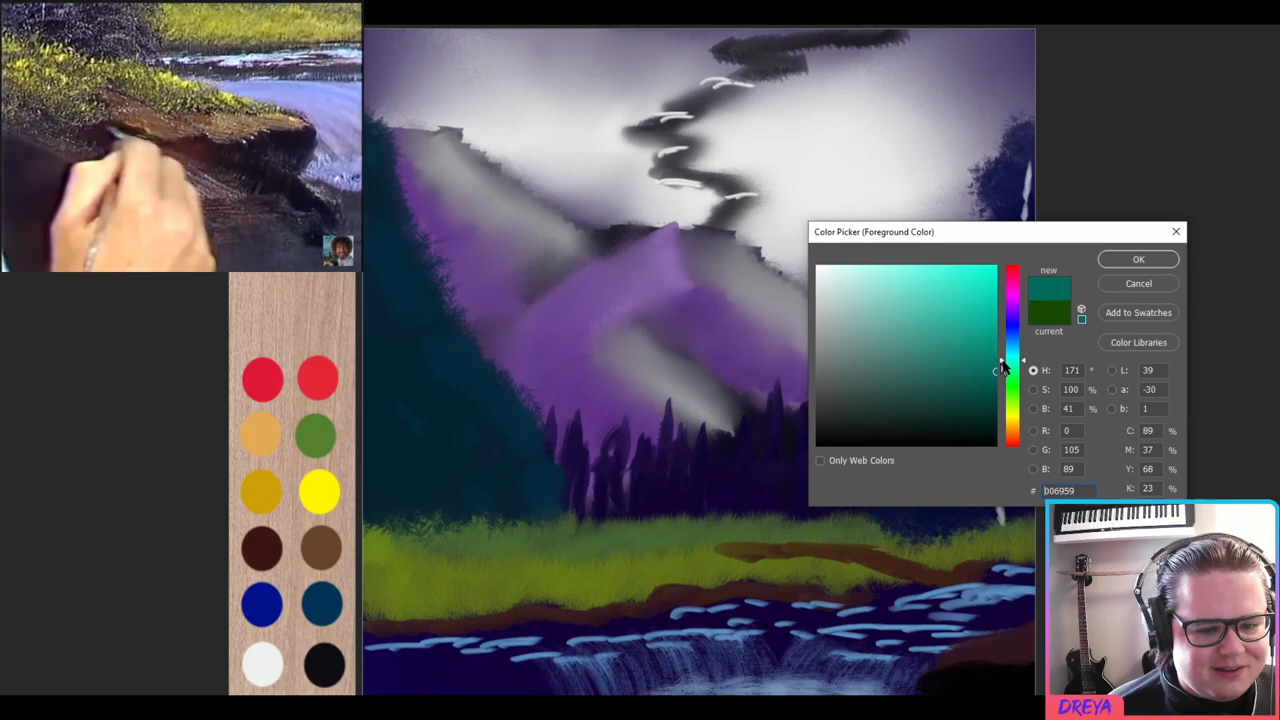 Color Picker (Foreground Color)
new
current
OK
Cancel
Add to Swatches
Color Libraries
H: 171 °
S: 100 %
B: 41 %
R: 0
G: 105
B: 89
L: 39
a: -30
b: 1
C: 89 %
M: 37 %
Y: 68 %
K: 23 %
# 006959
Only Web Colors
DREYA